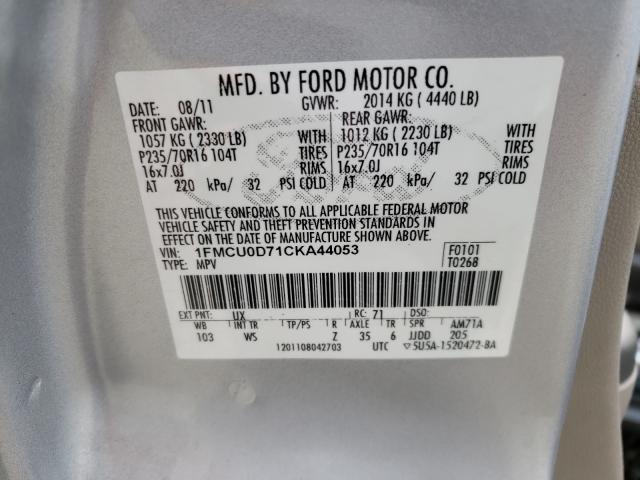 MFD. BY FORD MOTOR CO.
DATE: 08/11 GVWR: 2014 KG ( 4440 LB)
FRONT GAWR: REAR GAWR:
1057 KG ( 2330 LB) WITH 1012 KG ( 2230 LB) WITH
P235/70R16 104T TIRES P235/70R16 104T TIRES
16x7.0J RIMS 16x7.0J RIMS
AT 220 kPa/ 32 PSI COLD AT 220 kPa/ 32 PSI COLD
THIS VEHICLE CONFORMS TO ALL APPLICABLE FEDERAL MOTOR
VEHICLE SAFETY AND THEFT PREVENTION STANDARDS IN
EFFECT ON THE DATE OF MANUFACTURE SHOWN ABOVE.
VIN: 1FMCU0D71CKA44053 F0101
TYPE: MPV T0268
EXT PNT: UX RC: 71 DSO:
WB INT TR TP/PS R AXLE TR SPR AM71A
103 WS Z 35 6 JJDD 205
1201108042703 UTC ▽5U5A-1520472-BA